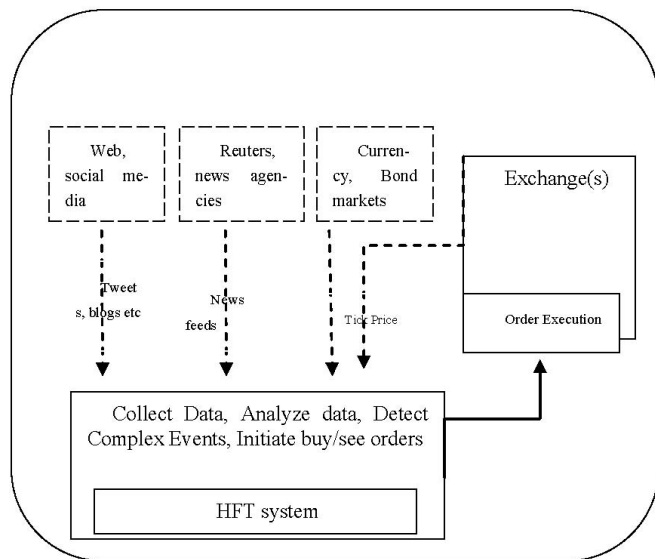 Web,
social me-
dia
Reuters,
news agen-
cies
Curren-
cy, Bond
markets
Exchange(s)
Tweet
s, blogs etc
News
feeds
Tick Price
Order Execution
Collect Data, Analyze data, Detect
Complex Events, Initiate buy/see orders
HFT system